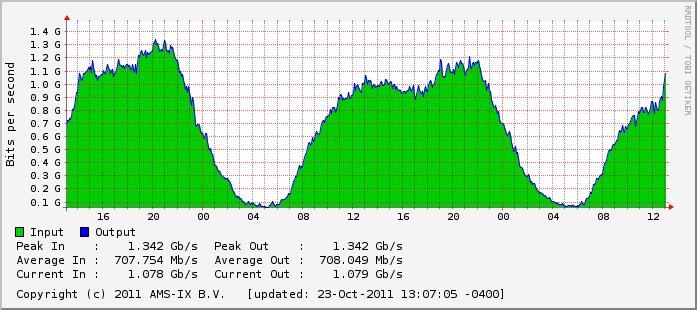 RRDTOOL / TOBI OETIKER
Bits per second
1.4 G
1.3 G
1.2 G
1.1 G
1.0 G
0.9 G
0.8 G
0.7 G
0.6 G
0.5 G
0.4 G
0.3 G
0.2 G
0.1 G
16 20 00 04 08 12 16 20 00 04 08 12
Input Output
Peak In : 1.342 Gb/s Peak Out : 1.342 Gb/s
Average In : 707.754 Mb/s Average Out : 708.049 Mb/s
Current In : 1.078 Gb/s Current Out : 1.079 Gb/s
Copyright (c) 2011 AMS-IX B.V. [updated: 23-Oct-2011 13:07:05 -0400]